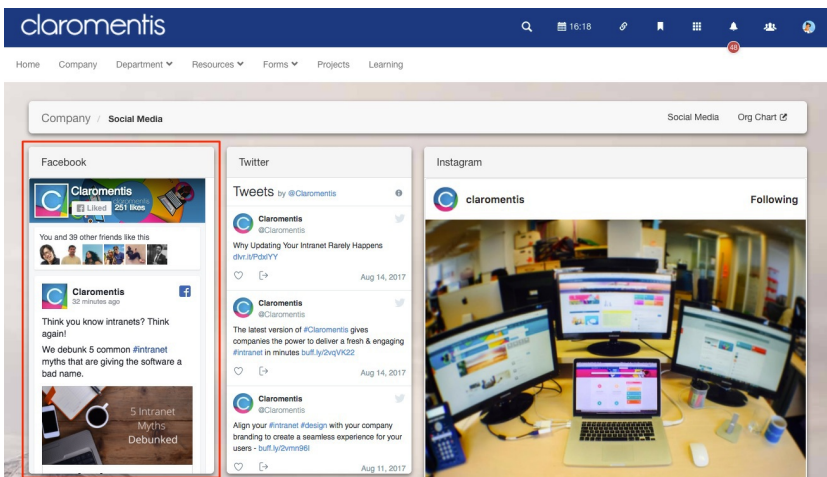 claromentis
16:18
48
Home Company Department Resources Forms Projects Learning
Company / Social Media
Social Media Org Chart
Facebook
Claromentis
Liked 251 likes
You and 39 other friends like this
Claromentis
32 minutes ago
Think you know intranets? Think
again!
We debunk 5 common #intranet
myths that are giving the software a
bad name.
5 Intranet
Myths
Debunked
Twitter
Tweets by @Claromentis
Claromentis
@Claromentis
Why Updating Your Intranet Rarely Happens
dlvr.it/PdxlYY
Aug 14, 2017
Claromentis
@Claromentis
The latest version of #Claromentis gives
companies the power to deliver a fresh & engaging
#intranet in minutes buff.ly/2vqVK22
Aug 14, 2017
Claromentis
@Claromentis
Align your #intranet #design with your company
branding to create a seamless experience for your
users - buff.ly/2vmn96l
Aug 11, 2017
Instagram
claromentis
Following